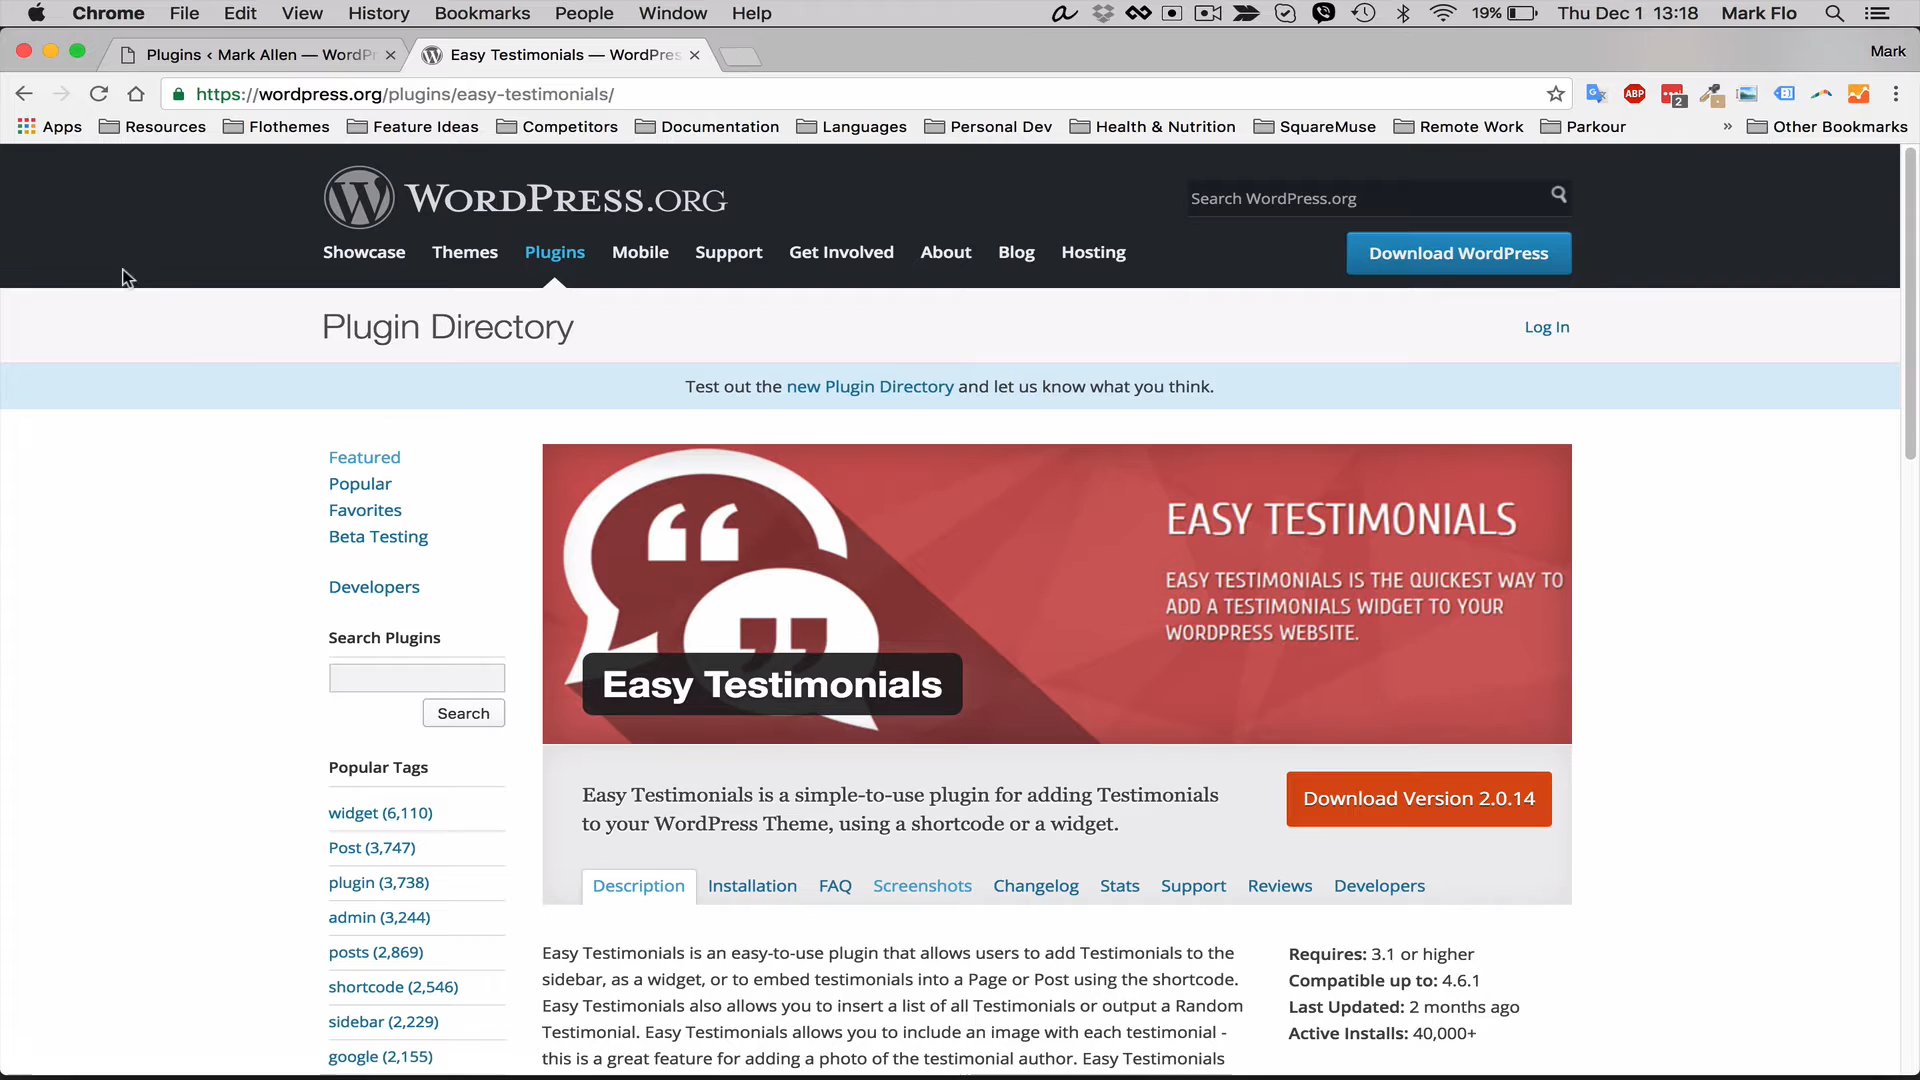 Chrome File Edit View History Bookmarks People Window Help 19% Thu Dec 1 13:18 Mark Flo
Plugins ‹ Mark Allen — WordPr Easy Testimonials — WordPres Mark
https://wordpress.org/plugins/easy-testimonials/ ABP 2
Apps Resources Flothemes Feature Ideas Competitors Documentation Languages Personal Dev Health & Nutrition SquareMuse Remote Work Parkour » Other Bookmarks
WORDPRESS.ORG
Search WordPress.org
Showcase Themes Plugins Mobile Support Get Involved About Blog Hosting
Download WordPress
Plugin Directory
Log In
Test out the new Plugin Directory and let us know what you think.
Featured
Popular
Favorites
Beta Testing
Developers
Search Plugins
Search
Popular Tags
widget (6,110)
Post (3,747)
plugin (3,738)
admin (3,244)
posts (2,869)
shortcode (2,546)
sidebar (2,229)
google (2,155)
EASY TESTIMONIALS
EASY TESTIMONIALS IS THE QUICKEST WAY TO
ADD A TESTIMONIALS WIDGET TO YOUR
WORDPRESS WEBSITE.
Easy Testimonials
Easy Testimonials is a simple-to-use plugin for adding Testimonials
to your WordPress Theme, using a shortcode or a widget.
Download Version 2.0.14
Description Installation FAQ Screenshots Changelog Stats Support Reviews Developers
Easy Testimonials is an easy-to-use plugin that allows users to add Testimonials to the
sidebar, as a widget, or to embed testimonials into a Page or Post using the shortcode.
Easy Testimonials also allows you to insert a list of all Testimonials or output a Random
Testimonial. Easy Testimonials allows you to include an image with each testimonial -
this is a great feature for adding a photo of the testimonial author. Easy Testimonials
Requires: 3.1 or higher
Compatible up to: 4.6.1
Last Updated: 2 months ago
Active Installs: 40,000+